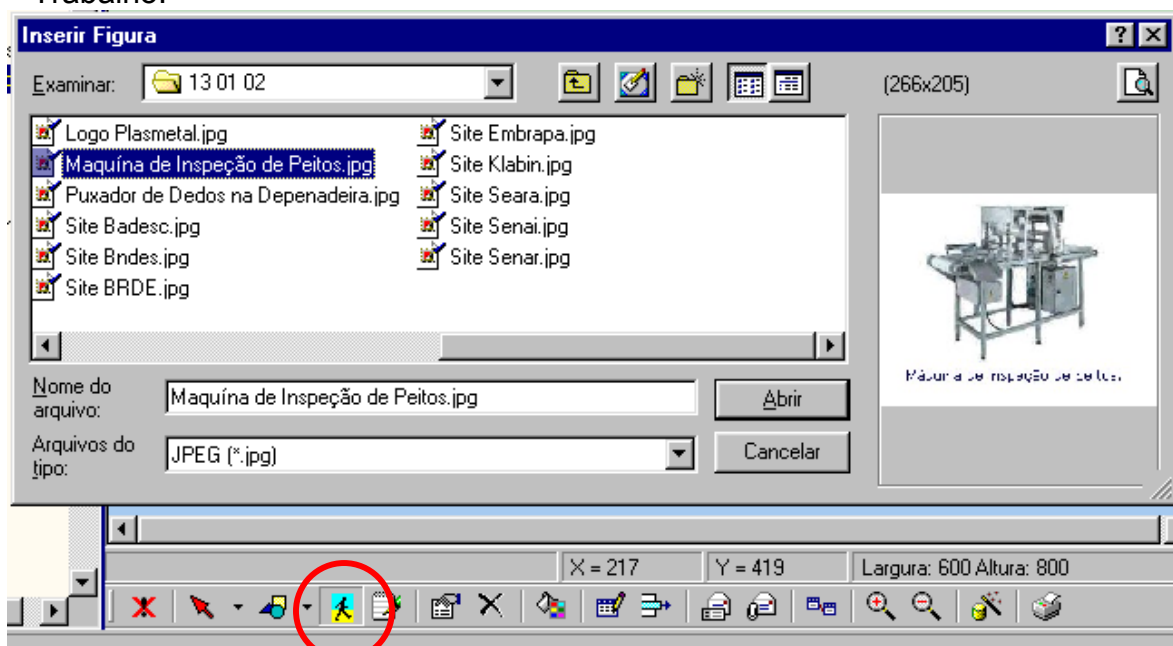 Trabalho.
Inserir Figura
Examinar: 13 01 02
(266x205)
Logo Plasmetal.jpg
Maquína de Inspeção de Peitos.jpg
Puxador de Dedos na Depenadeira.jpg
Site Badesc.jpg
Site Bndes.jpg
Site BRDE.jpg
Site Embrapa.jpg
Site Klabin.jpg
Site Seara.jpg
Site Senai.jpg
Site Senar.jpg
Nome do arquivo: Maquína de Inspeção de Peitos.jpg
Abrir
Arquivos do tipo: JPEG (*.jpg)
Cancelar
X = 217
Y = 419
Largura: 600 Altura: 800